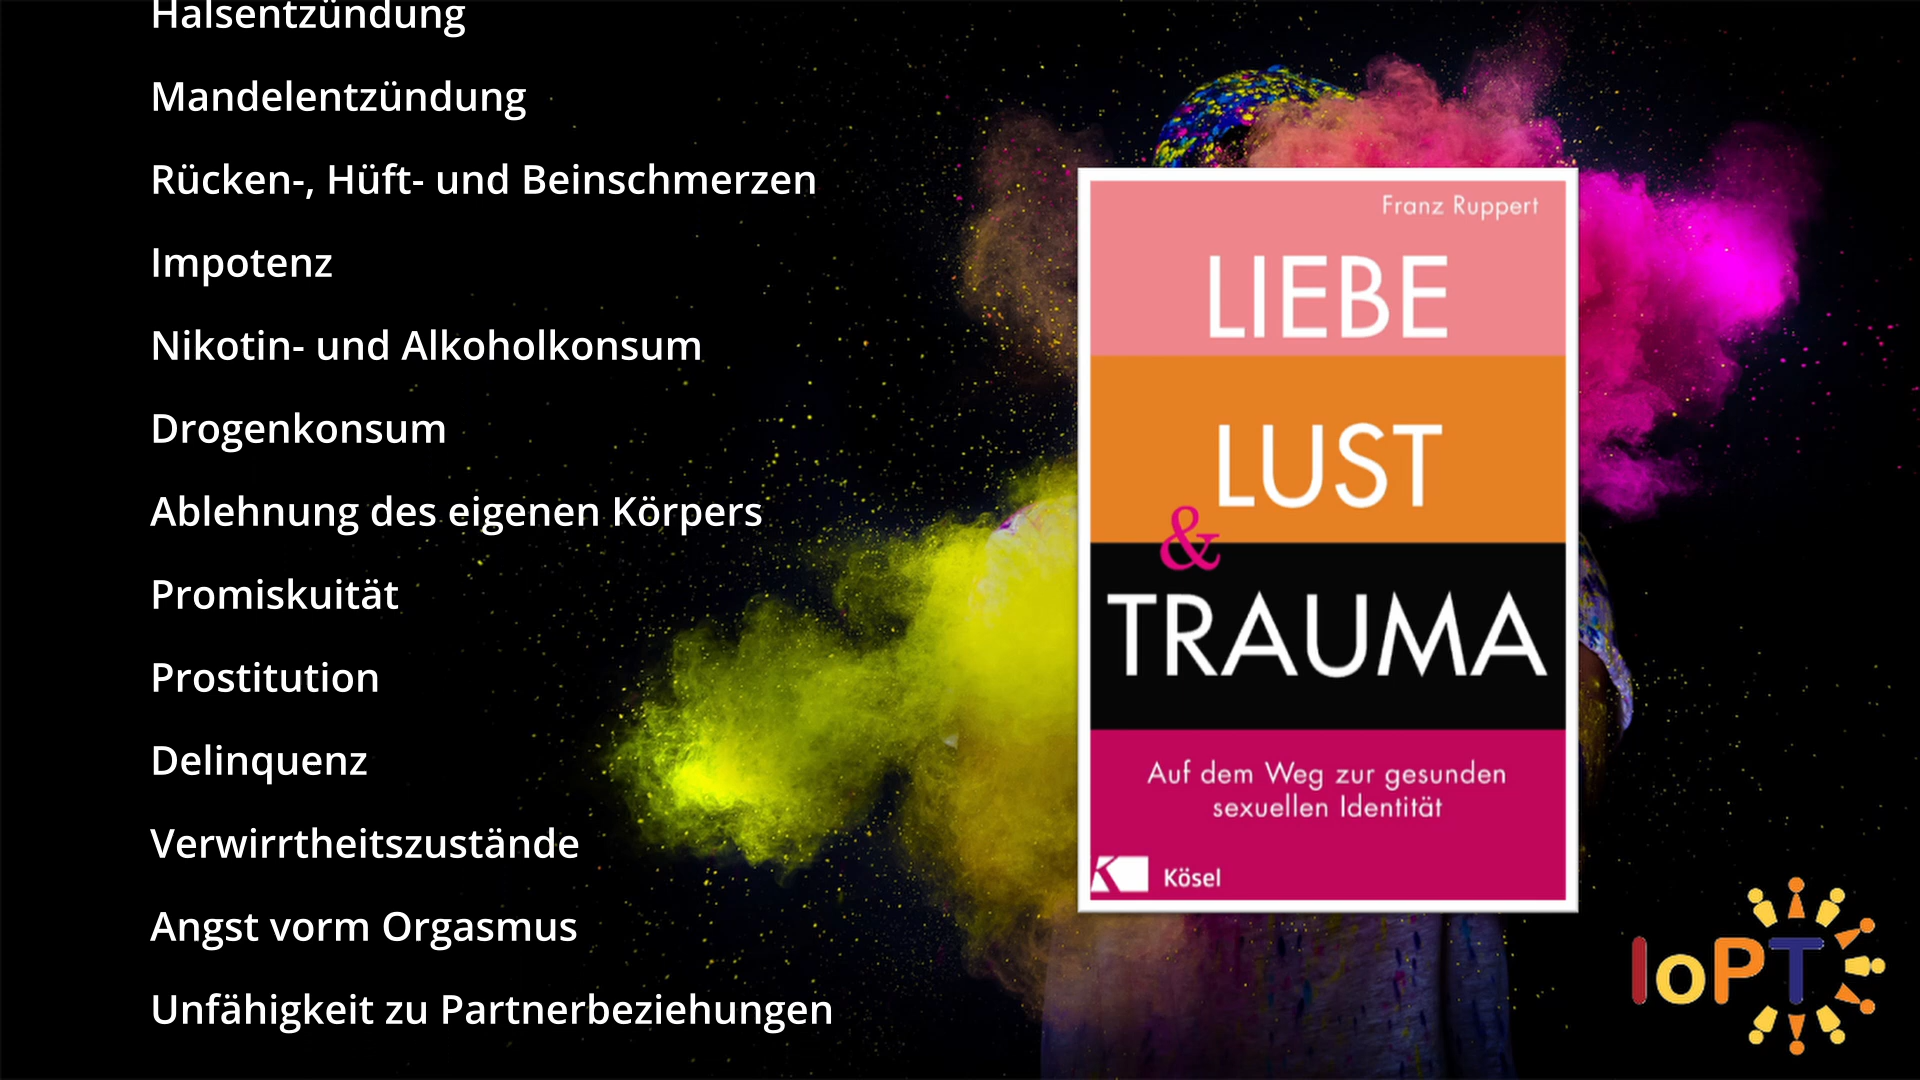 Halsentzündung
Mandelentzündung
Rücken-, Hüft- und Beinschmerzen
Impotenz
Nikotin- und Alkoholkonsum
Drogenkonsum
Ablehnung des eigenen Körpers
Promiskuität
Prostitution
Delinquenz
Verwirrtheitszustände
Angst vorm Orgasmus
Unfähigkeit zu Partnerbeziehungen
Franz Ruppert
LIEBE
LUST
&
TRAUMA
Auf dem Weg zur gesunden
sexuellen Identität
Kösel
IoPT